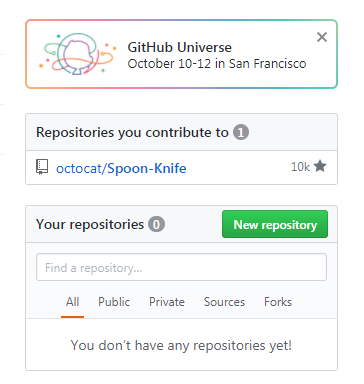 GitHub Universe
October 10-12 in San Francisco
Repositories you contribute to 1
octocat/Spoon-Knife 10k
Your repositories 0 New repository
Find a repository...
All Public Private Sources Forks
You don’t have any repositories yet!